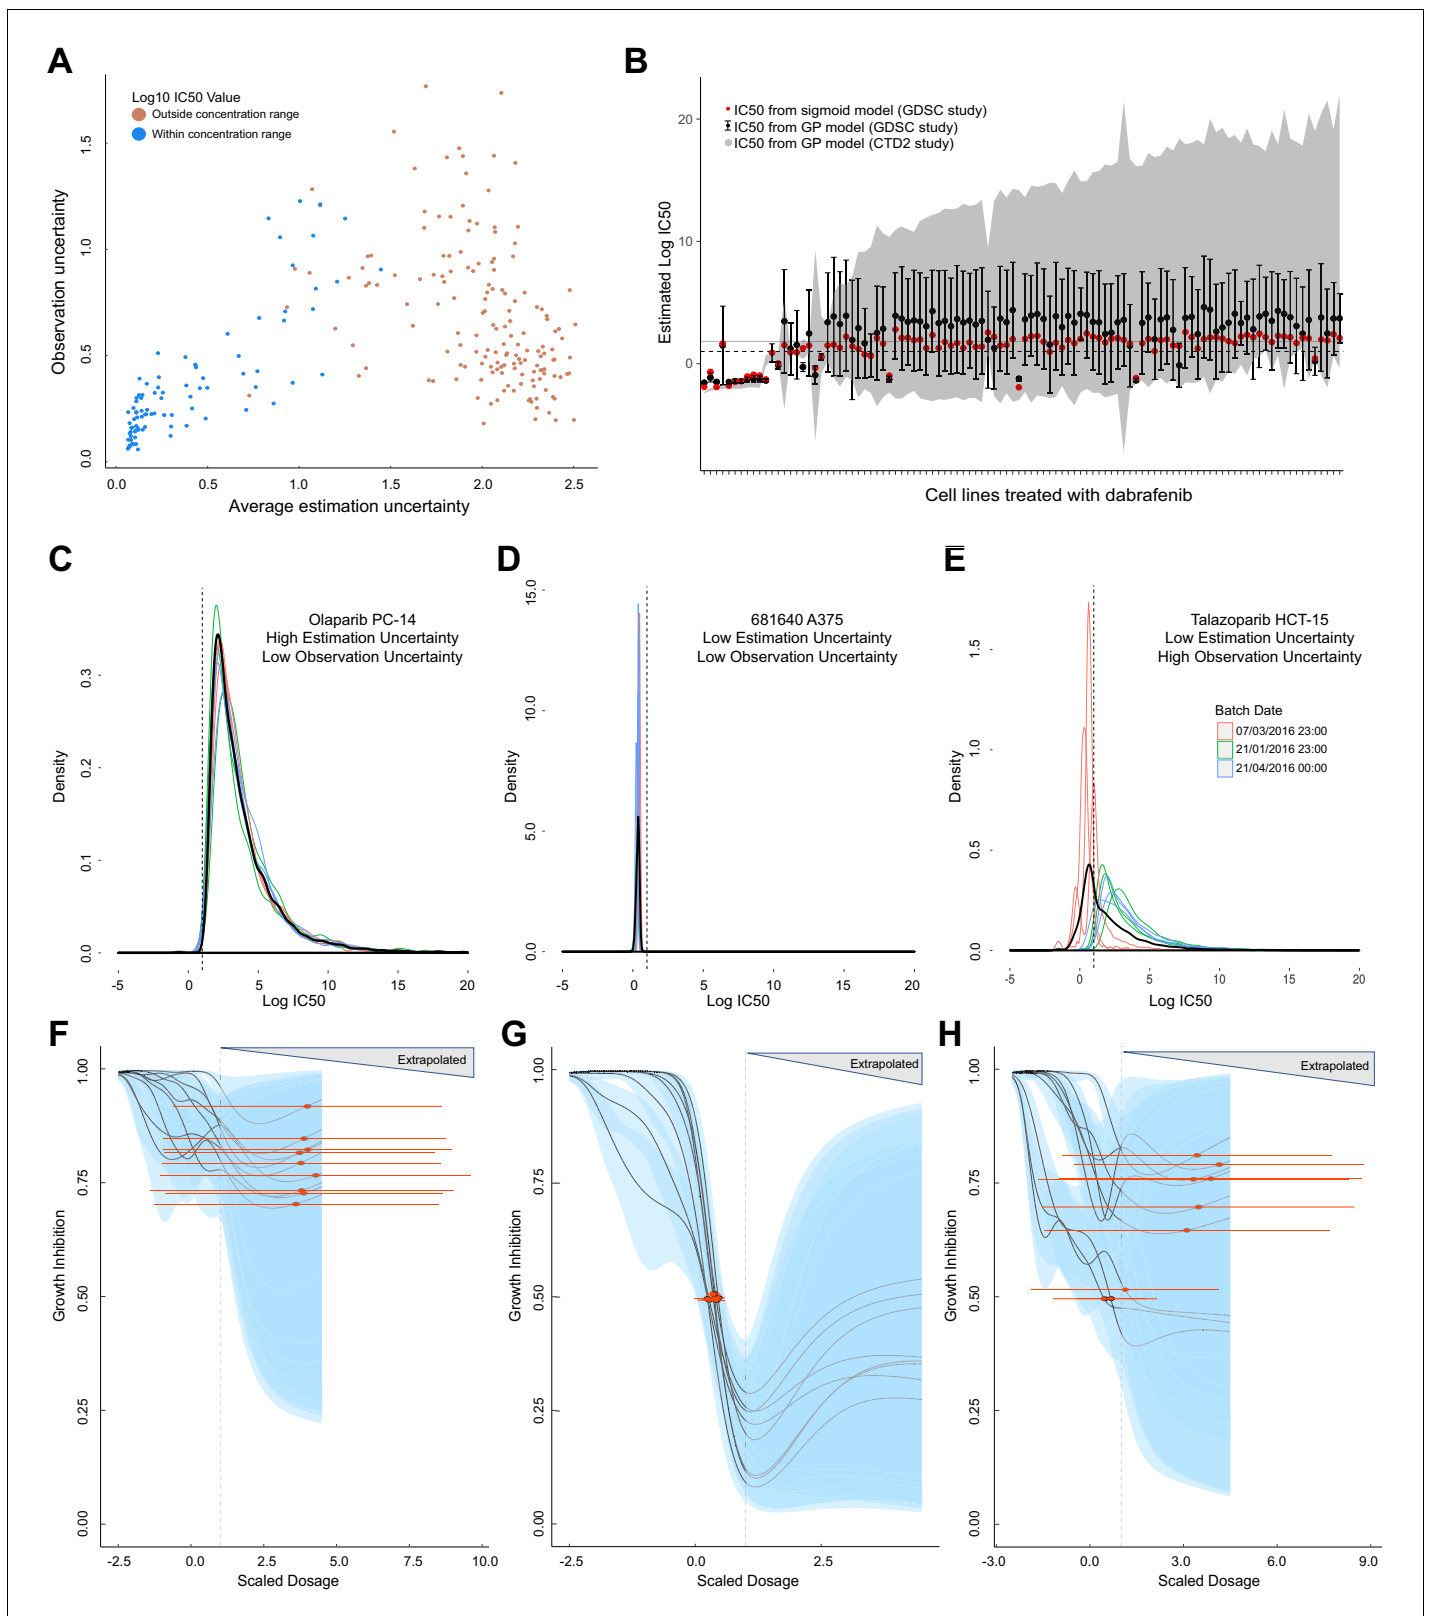 A
Log10 IC50 Value
Outside concentration range
Within concentration range
Observation uncertainty
0.0
0.5
1.0
1.5
0.0 0.5 1.0 1.5 2.0 2.5
Average estimation uncertainty
B
IC50 from sigmoid model (GDSC study)
IC50 from GP model (GDSC study)
IC50 from GP model (CTD2 study)
Estimated Log IC50
20
10
0
Cell lines treated with dabrafenib
C
Olaparib PC-14
High Estimation Uncertainty
Low Observation Uncertainty
Density
0.0
0.1
0.2
0.3
-5 0 5 10 15 20
Log IC50
D
681640 A375
Low Estimation Uncertainty
Low Observation Uncertainty
Density
0.0
5.0
10.0
15.0
-5 0 5 10 15 20
Log IC50
E
Talazoparib HCT-15
Low Estimation Uncertainty
High Observation Uncertainty
Batch Date
07/03/2016 23:00
21/01/2016 23:00
21/04/2016 00:00
Density
0.0
0.5
1.0
1.5
-5 0 5 10 15 20
Log IC50
F
Extrapolated
Growth Inhibition
0.00
0.25
0.50
0.75
1.00
-2.5 0.0 2.5 5.0 7.5 10.0
Scaled Dosage
G
Extrapolated
Growth Inhibition
0.00
0.25
0.50
0.75
1.00
-2.5 0.0 2.5
Scaled Dosage
H
Extrapolated
Growth Inhibition
0.00
0.25
0.50
0.75
1.00
-3.0 0.0 3.0 6.0 9.0
Scaled Dosage